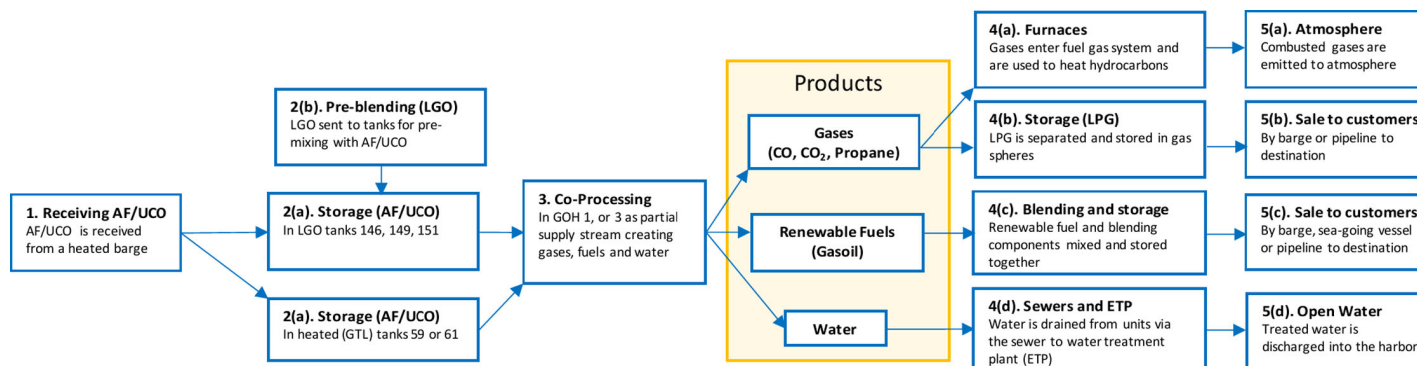 1. Receiving AF/UCO
AF/UCO is received
from a heated barge
2(b). Pre-blending (LGO)
LGO sent to tanks for pre-
mixing with AF/UCO
2(a). Storage (AF/UCO)
In LGO tanks 146, 149, 151
2(a). Storage (AF/UCO)
In heated (GTL) tanks 59 or 61
3. Co-Processing
In GOH 1, or 3 as partial
supply stream creating
gases, fuels and water
Products
Gases
(CO, CO₂, Propane)
Renewable Fuels
(Gasoil)
Water
4(a). Furnaces
Gases enter fuel gas system and
are used to heat hydrocarbons
4(b). Storage (LPG)
LPG is separated and stored in gas
spheres
4(c). Blending and storage
Renewable fuel and blending
components mixed and stored
together
4(d). Sewers and ETP
Water is drained from units via
the sewer to water treatment
plant (ETP)
5(a). Atmosphere
Combusted gases are
emitted to atmosphere
5(b). Sale to customers
By barge or pipeline to
destination
5(c). Sale to customers
By barge, sea-going vessel
or pipeline to destination
5(d). Open Water
Treated water is
discharged into the harbor